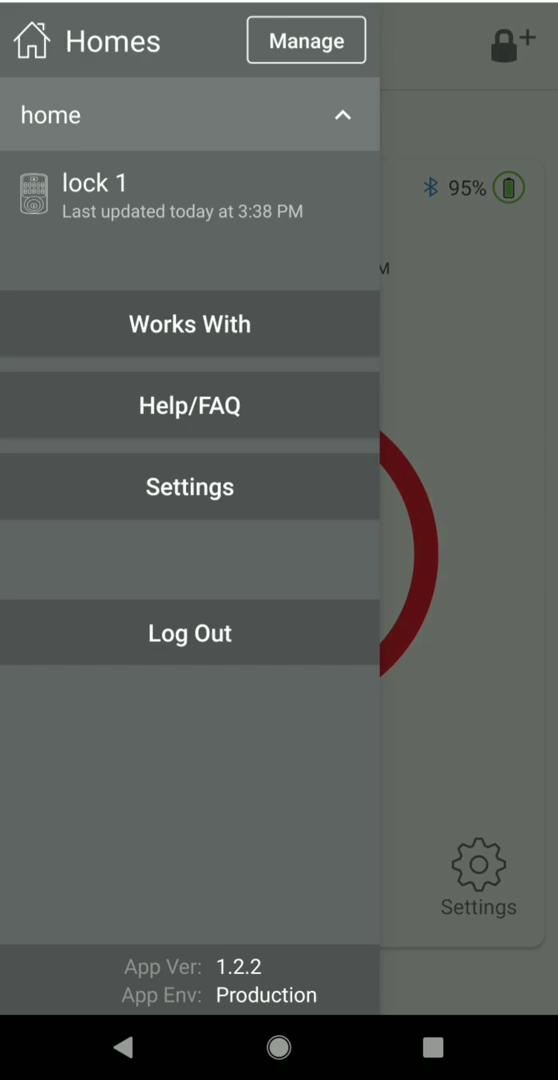 Homes
Manage
home
lock 1
Last updated today at 3:38 PM
95%
M
Works With
Help/FAQ
Settings
Log Out
Settings
App Ver: 1.2.2
App Env: Production